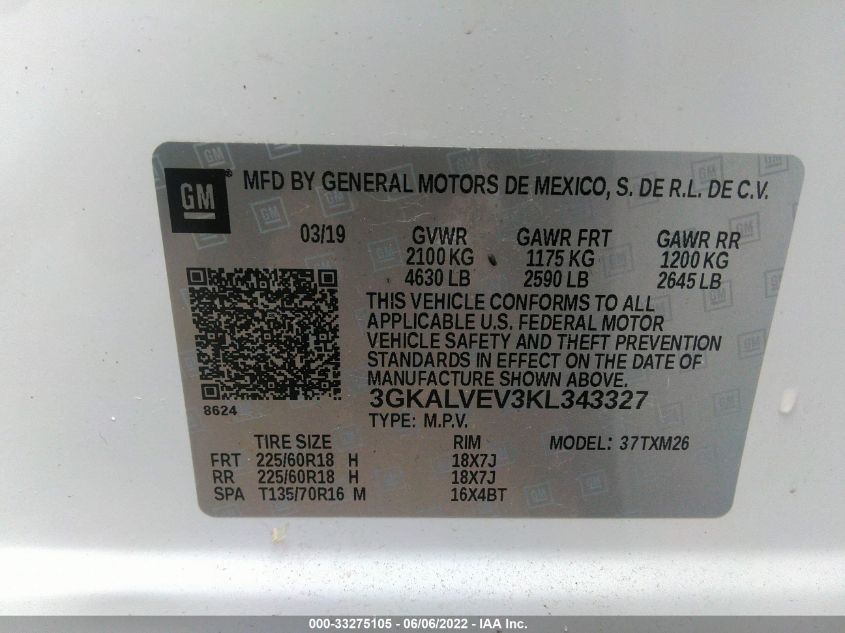 GM ® MFD BY GENERAL MOTORS DE MEXICO, S. DE R.L. DE C.V.
03/19 GVWR GAWR FRT GAWR RR
2100 KG 1175 KG 1200 KG
4630 LB 2590 LB 2645 LB
THIS VEHICLE CONFORMS TO ALL
APPLICABLE U.S. FEDERAL MOTOR
VEHICLE SAFETY AND THEFT PREVENTION
STANDARDS IN EFFECT ON THE DATE OF
MANUFACTURE SHOWN ABOVE.
8624 3GKALVEV3KL343327
TYPE: M.P.V.
TIRE SIZE RIM MODEL: 37TXM26
FRT 225/60R18 H 18X7J
RR 225/60R18 H 18X7J
SPA T135/70R16 M 16X4BT
000-33275105 - 06/06/2022 - IAA Inc.